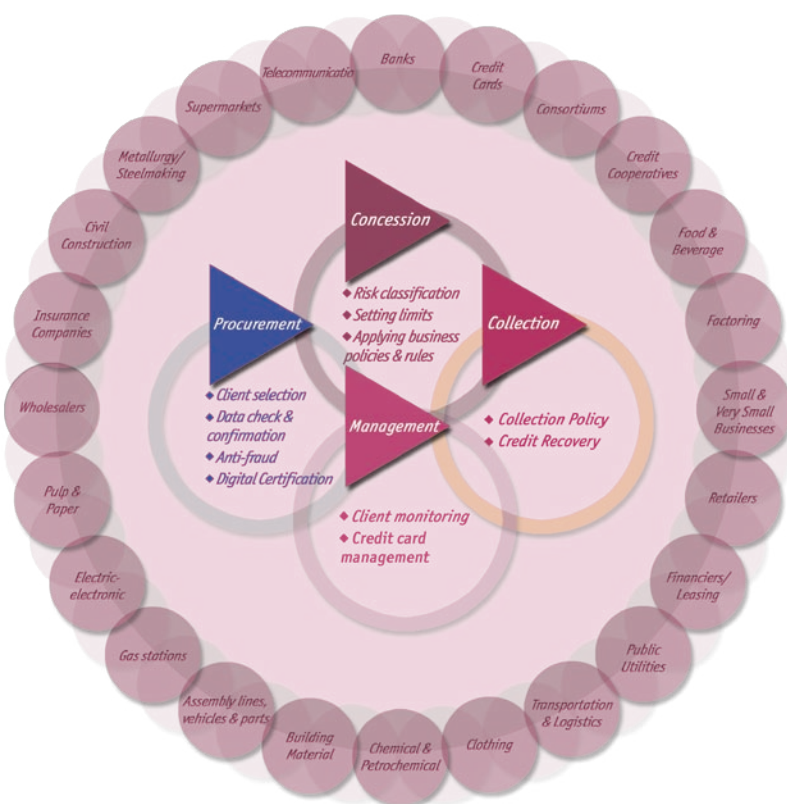 Banks
Credit
Cards
Consortiums
Credit
Cooperatives
Food &
Beverage
Factoring
Small &
Very Small
Businesses
Retailers
Financiers/
Leasing
Public
Utilities
Transportation
& Logistics
Clothing
Chemical &
Petrochemical
Building
Material
Assembly lines,
vehicles & parts
Gas stations
Electric-
electronic
Pulp &
Paper
Wholesalers
Insurance
Companies
Civil
Construction
Metallurgy/
Steelmaking
Supermarkets
Telecommunicatio
Concession
◆ Risk classification
◆ Setting limits
◆ Applying business
policies & rules
Procurement
◆ Client selection
◆ Data check &
confirmation
◆ Anti-fraud
◆ Digital Certification
Collection
◆ Collection Policy
◆ Credit Recovery
Management
◆ Client monitoring
◆ Credit card
management